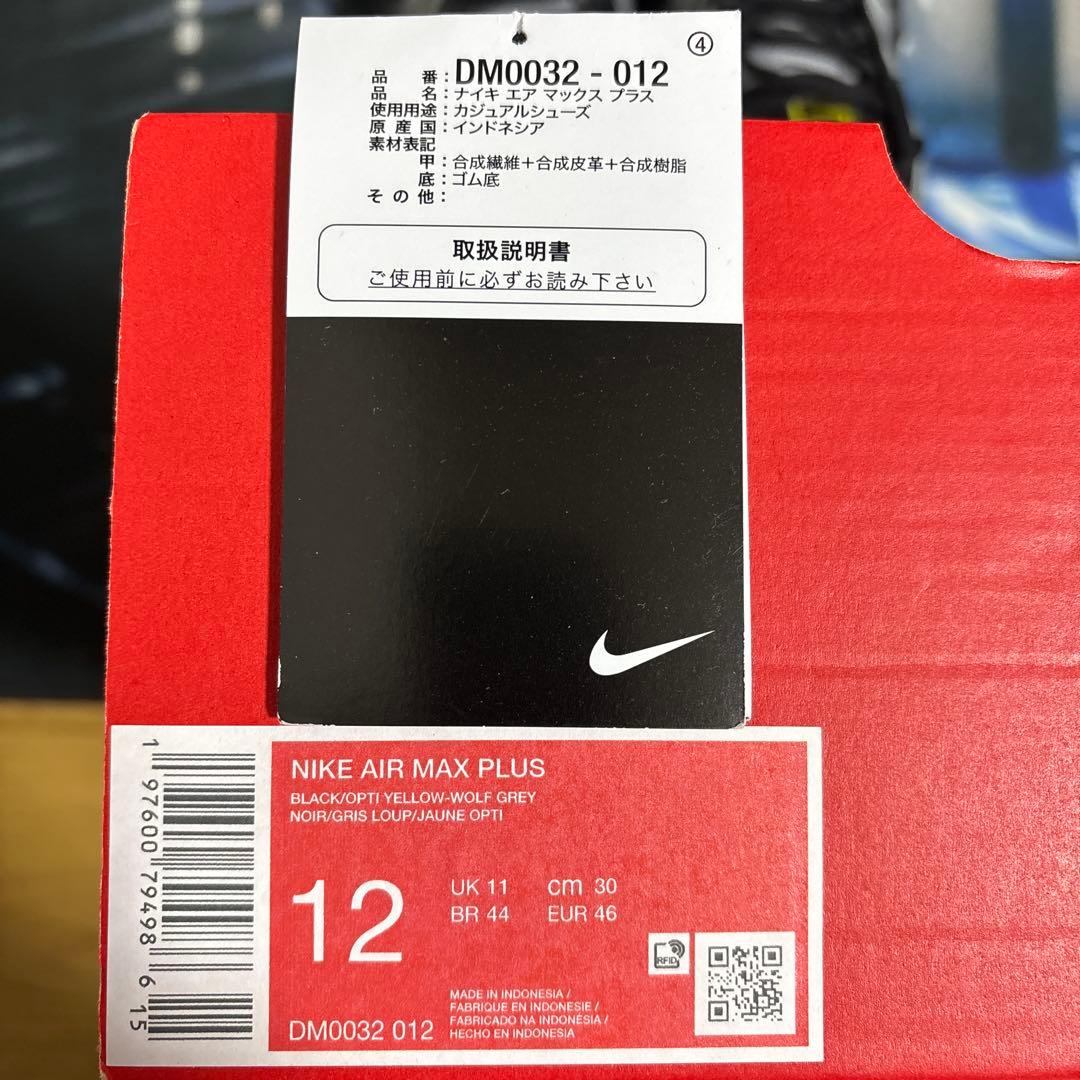 ④
品番：DM0032 - 012
品名：ナイキ エア マックス プラス
使用用途：カジュアルシューズ
原産国：インドネシア
素材表記
甲：合成繊維＋合成皮革＋合成樹脂
底：ゴム底
その他：
取扱説明書
ご使用前に必ずお読み下さい
1 97600 79498 6 15
NIKE AIR MAX PLUS
BLACK/OPTI YELLOW-WOLF GREY
NOIR/GRIS LOUP/JAUNE OPTI
12
UK 11 cm 30
BR 44 EUR 46
RFID
MADE IN INDONESIA /
FABRIQUE EN INDONESIE /
FABRICADO NA INDONÉSIA /
HECHO EN INDONESIA
DM0032 012